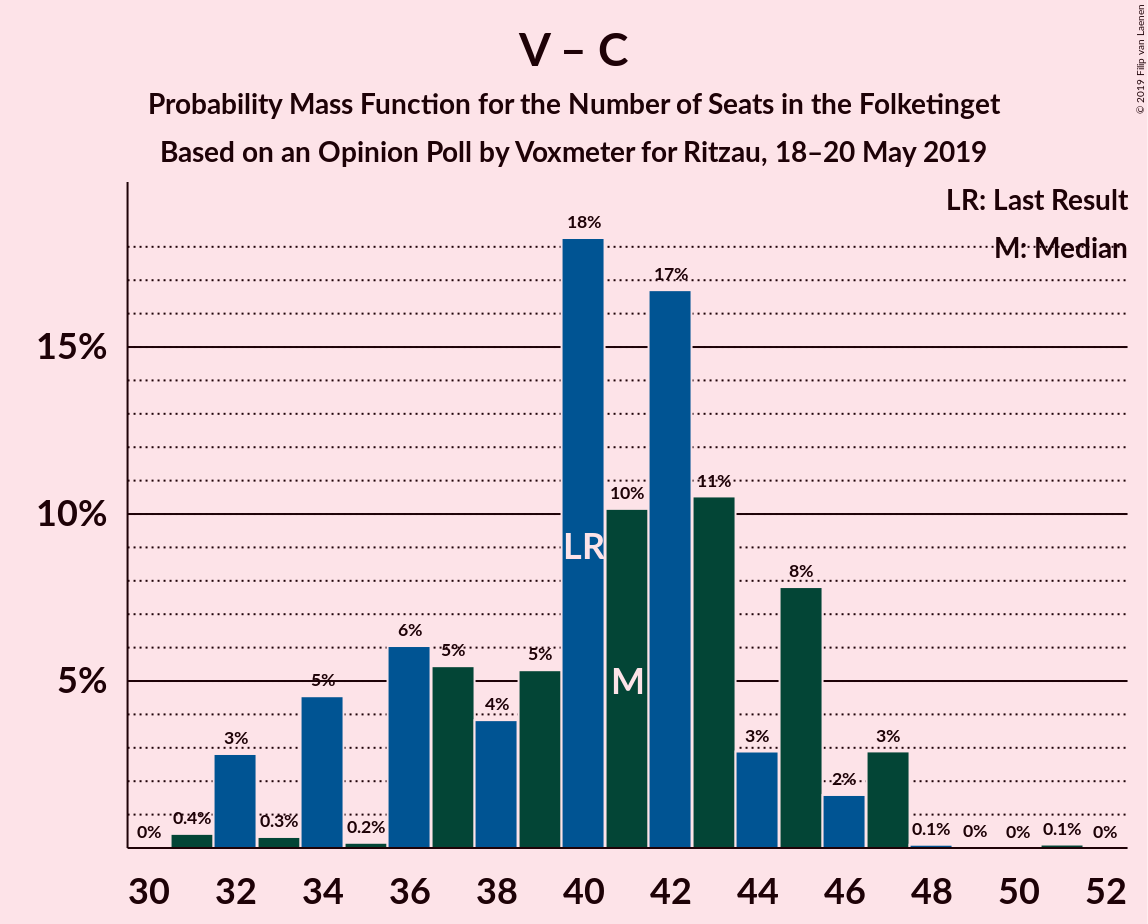 V – C
Probability Mass Function for the Number of Seats in the Folketinget
Based on an Opinion Poll by Voxmeter for Ritzau, 18–20 May 2019
© 2019 Filip van Laenen
LR: Last Result
M: Median
15%
10%
5%
0%
0.4%
3%
0.3%
5%
0.2%
6%
5%
4%
5%
18%
10%
17%
11%
3%
8%
2%
3%
0.1%
0%
0%
0.1%
0%
LR
M
30 32 34 36 38 40 42 44 46 48 50 52